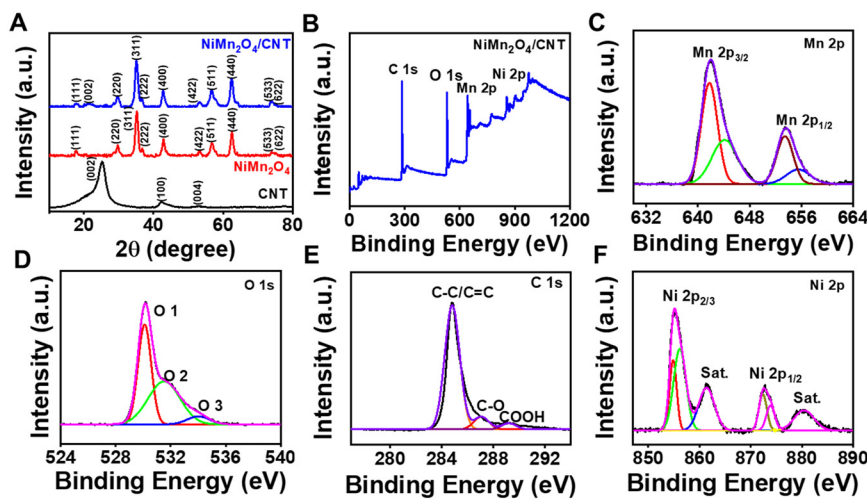 A
NiMn₂O₄/CNT
(111)
(002)
(220)
(311)
(222)
(400)
(422)
(511)
(440)
(533)
(622)
(111)
(220)
(311)
(222)
(400)
(422)
(511)
(440)
(533)
(622)
NiMn₂O₄
(002)
(100)
(004)
CNT
Intensity (a.u.)
20 40 60 80
2θ (degree)
B
NiMn₂O₄/CNT
C 1s
O 1s
Mn 2p
Ni 2p
Intensity (a.u.)
0 300 600 900 1200
Binding Energy (eV)
C
Mn 2p
Mn 2p₃/₂
Mn 2p₁/₂
Intensity (a.u.)
632 640 648 656 664
Binding Energy (eV)
D
O 1s
O 1
O 2
O 3
Intensity (a.u.)
524 528 532 536 540
Binding Energy (eV)
E
C 1s
C-C/C=C
C-O
COOH
Intensity (a.u.)
280 284 288 292
Binding Energy (eV)
F
Ni 2p
Ni 2p₂/₃
Sat.
Ni 2p₁/₂
Sat.
Intensity (a.u.)
850 860 870 880 890
Binding Energy (eV)